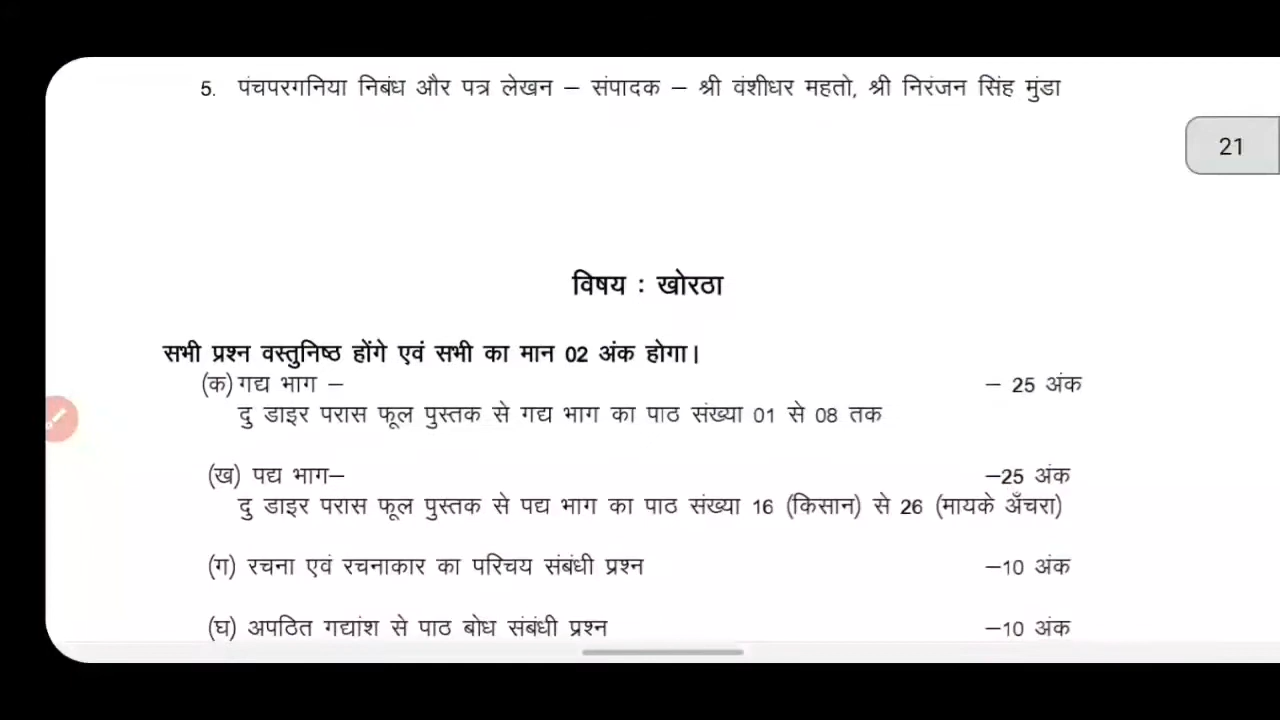 5. पंचपरगनिया निबंध और पत्र लेखन – संपादक – श्री वंशीधर महतो, श्री निरंजन सिंह मुंडा
21
विषय : खोरठा
सभी प्रश्न वस्तुनिष्ठ होंगे एवं सभी का मान 02 अंक होगा।
(क) गद्य भाग – – 25 अंक
दु डाइर परास फूल पुस्तक से गद्य भाग का पाठ संख्या 01 से 08 तक
(ख) पद्य भाग– –25 अंक
दु डाइर परास फूल पुस्तक से पद्य भाग का पाठ संख्या 16 (किसान) से 26 (मायके अँचरा)
(ग) रचना एवं रचनाकार का परिचय संबंधी प्रश्न –10 अंक
(घ) अपठित गद्यांश से पाठ बोध संबंधी प्रश्न –10 अंक